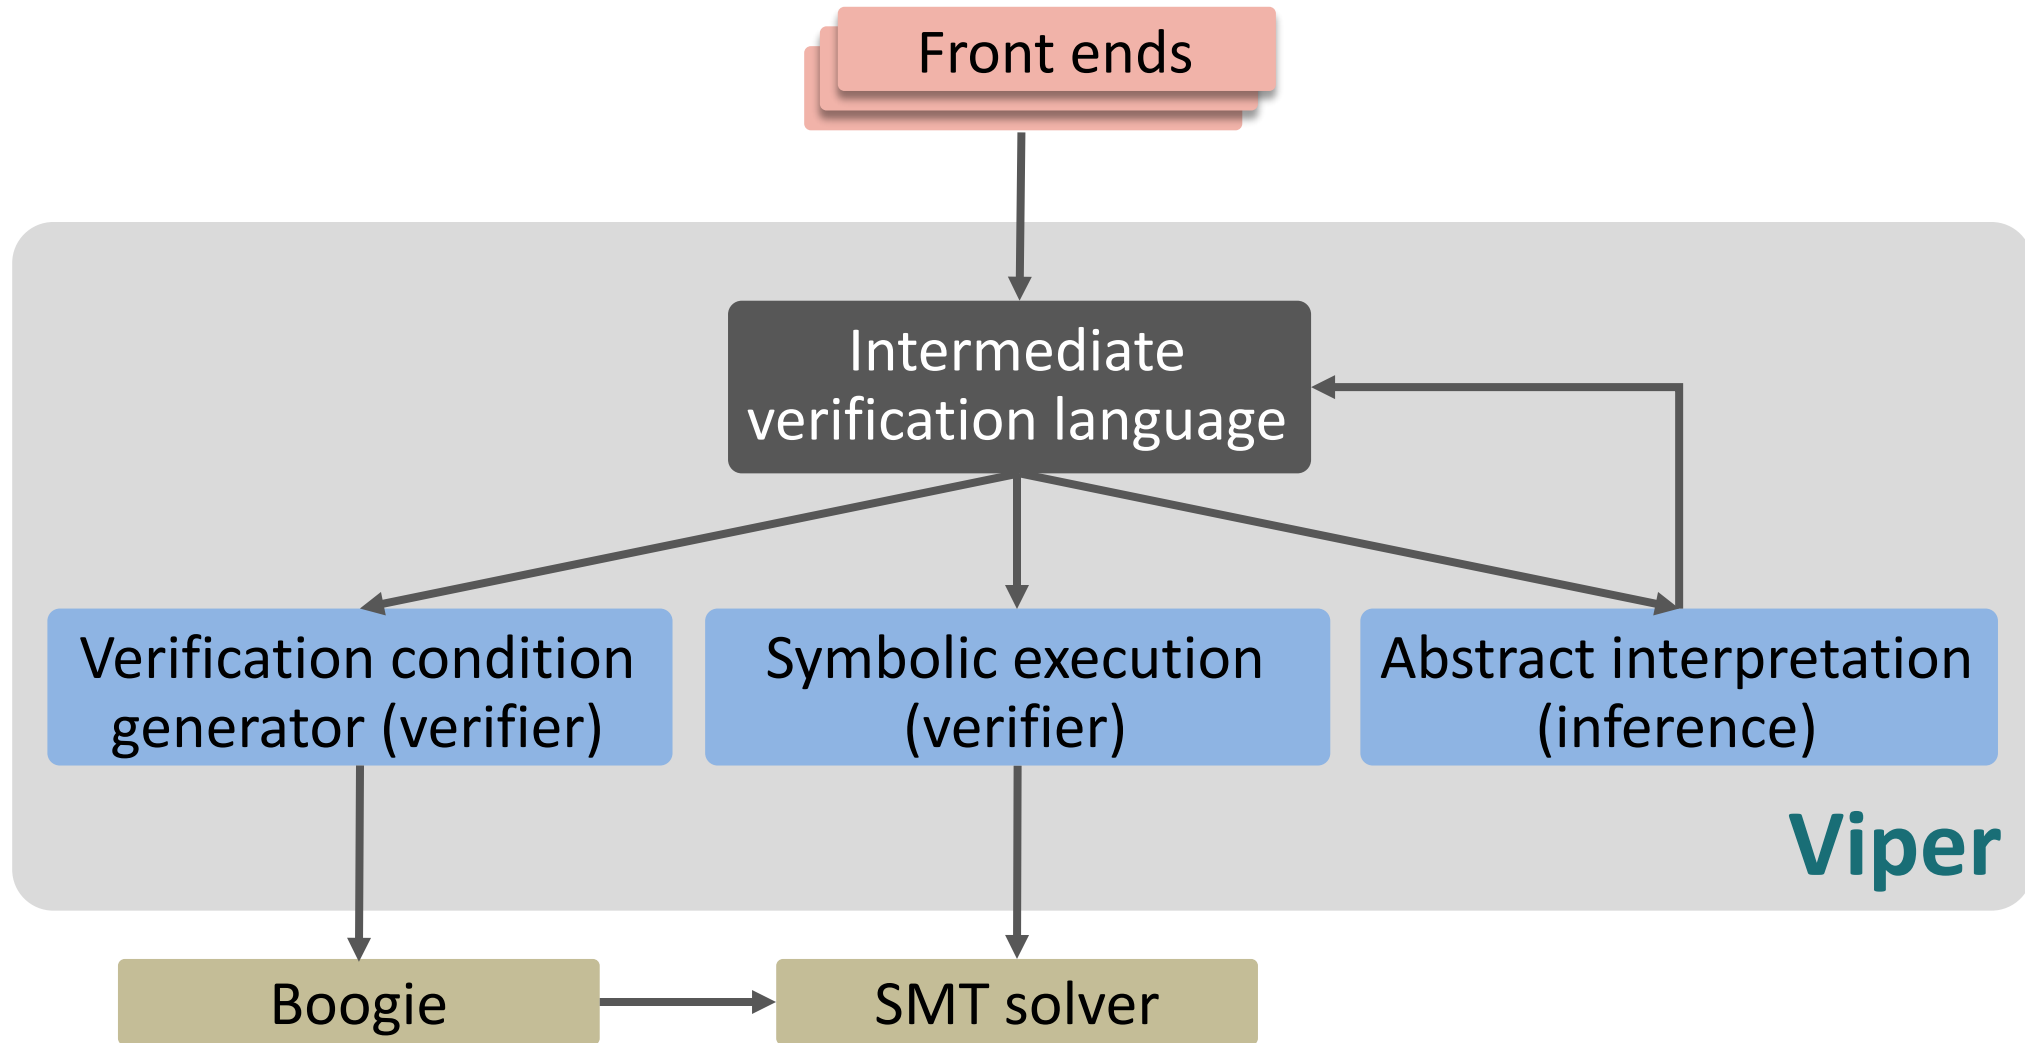 Front ends
Intermediate
verification language
Verification condition
generator (verifier)
Symbolic execution
(verifier)
Abstract interpretation
(inference)
Viper
Boogie
SMT solver